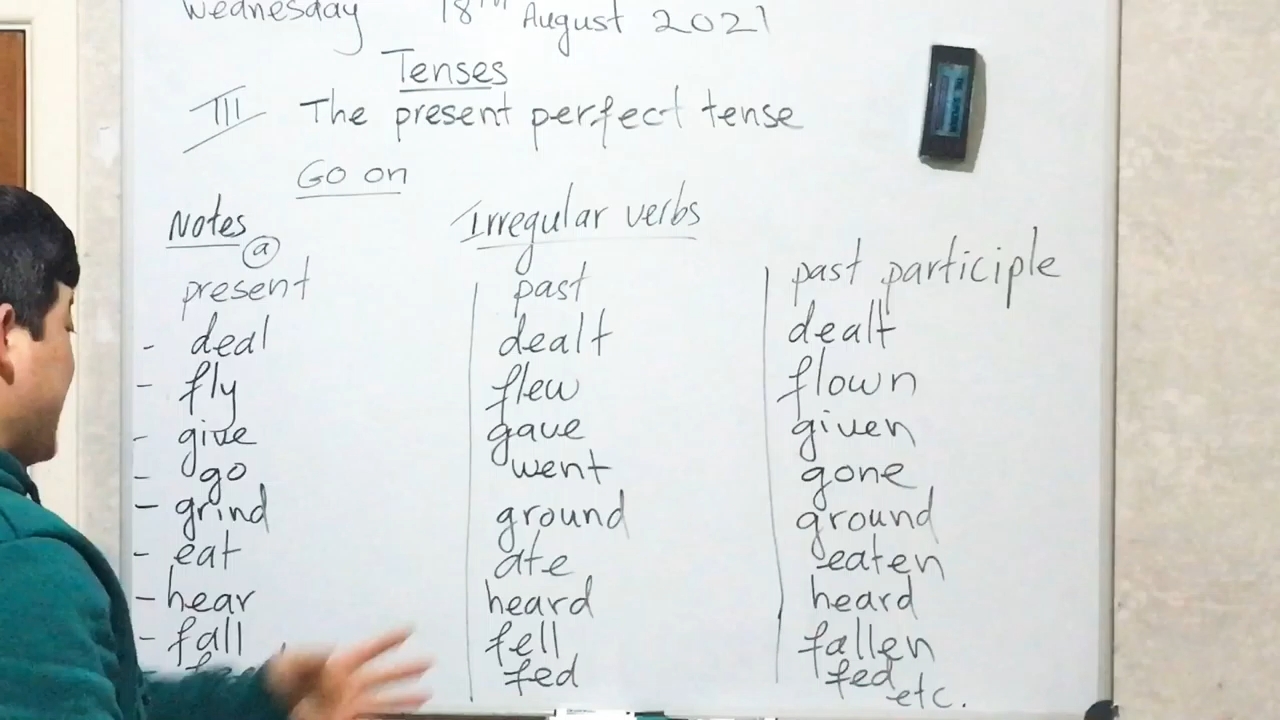 Wednesday 18TH August 2021
Tenses
III The present perfect tense
Go on
Notes Irregular verbs
a
present past past participle
- deal dealt dealt
- fly flew flown
- give gave given
- go went gone
- grind ground ground
- eat ate eaten
- hear heard heard
- fall fell fallen
- fed fed
etc.